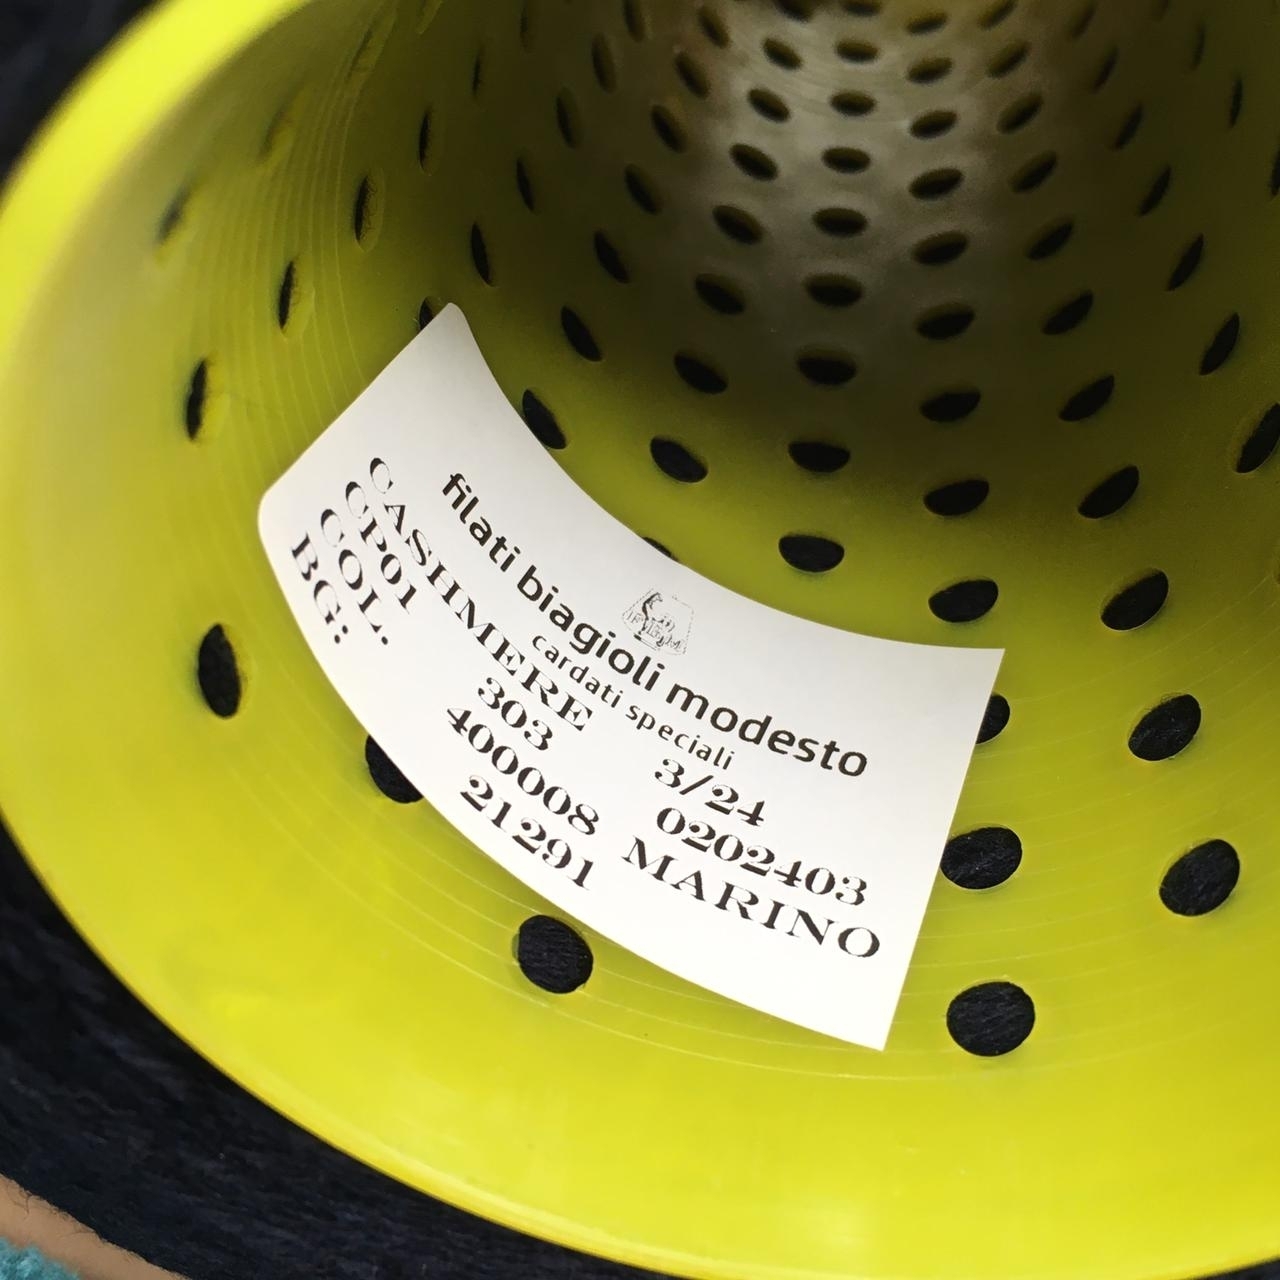 filati biagioli modesto
cardati speciali
CASHMERE 3/24
CP01 303 0202403
COL. 400008 MARINO
BG: 21291